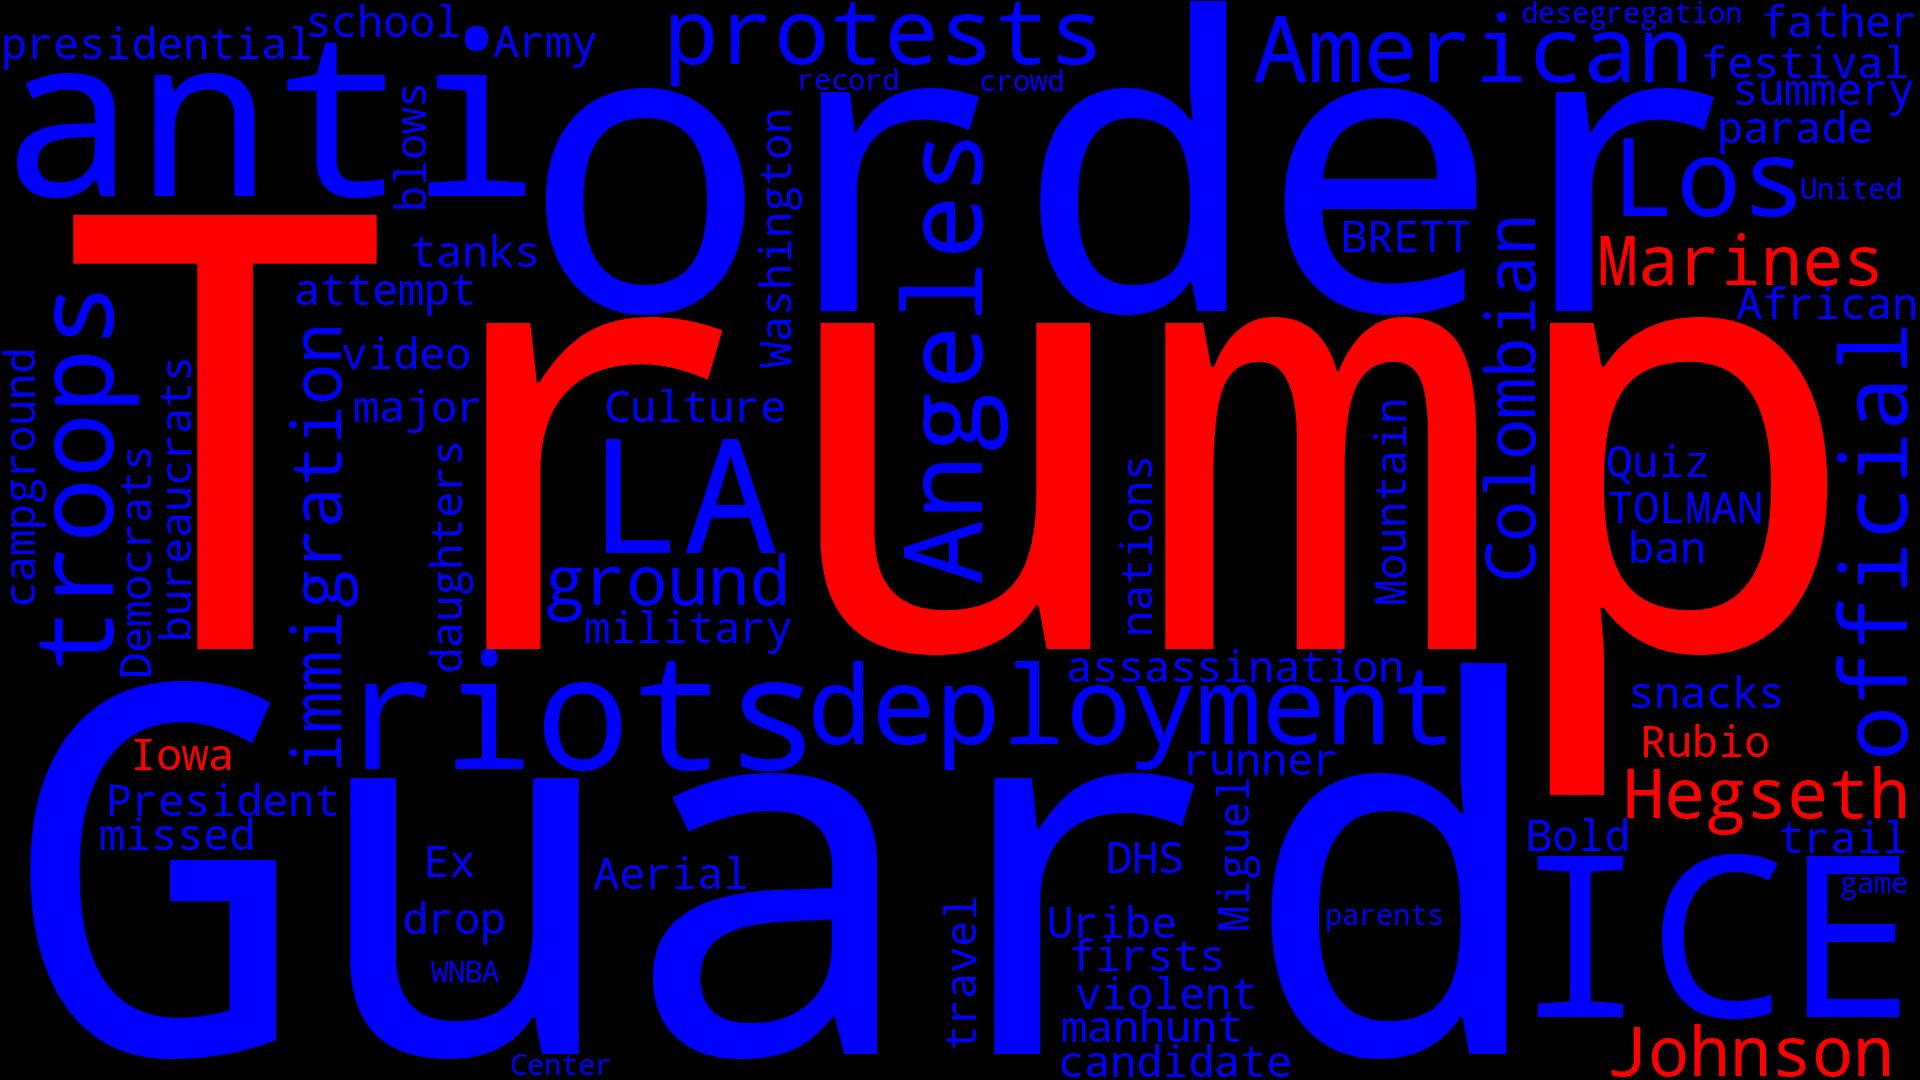 presidential
school
Army
protests
record
crowd
American
desegregation
father
festival
summery
parade
anti
blows
order
Los
United
BRETT
Washington
Angeles
tanks
attempt
Marines
African
Trump
troops
campground
Democrats
bureaucrats
immigration
video
major
daughters
Culture
LA
ground
military
nations
Mountain
Colombian
Quiz
TOLMAN
ban
official
riots
deployment
assassination
runner
snacks
Rubio
Hegseth
Iowa
President
missed
Guard
Ex
drop
WNBA
Aerial
Center
travel
DHS
Miguel
Uribe
firsts
violent
manhunt
candidate
parents
Bold
trail
game
ICE
Johnson